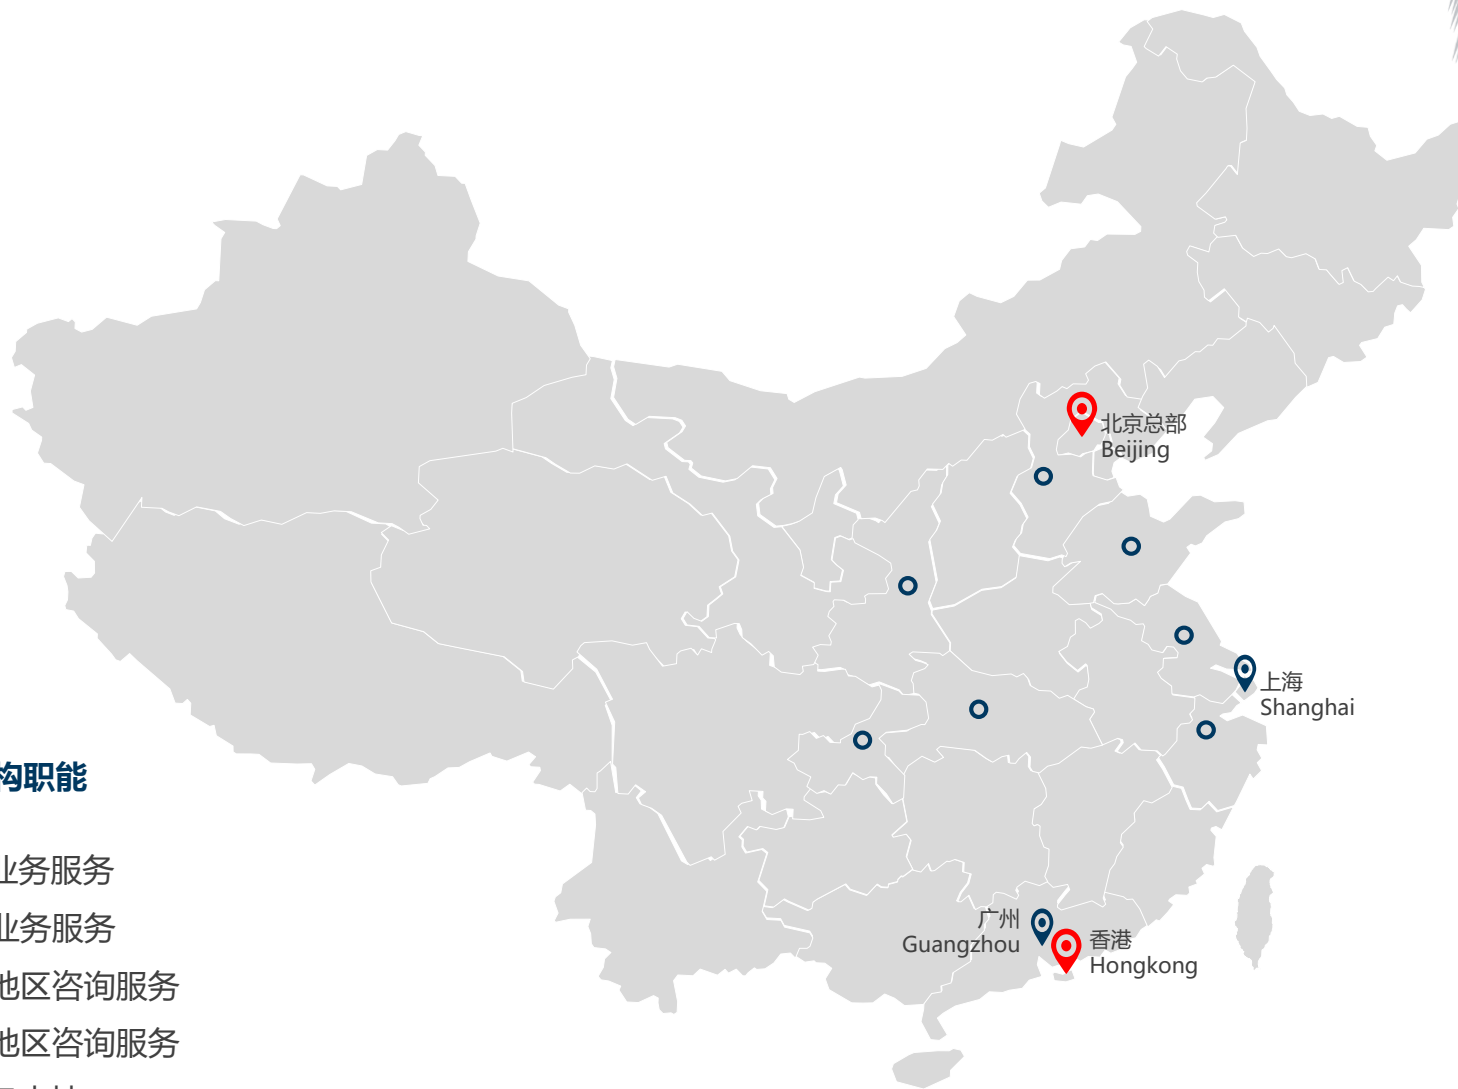 北京总部
Beijing
上海
Shanghai
构职能
业务服务
业务服务
广州
Guangzhou
香港
Hongkong
地区咨询服务
地区咨询服务